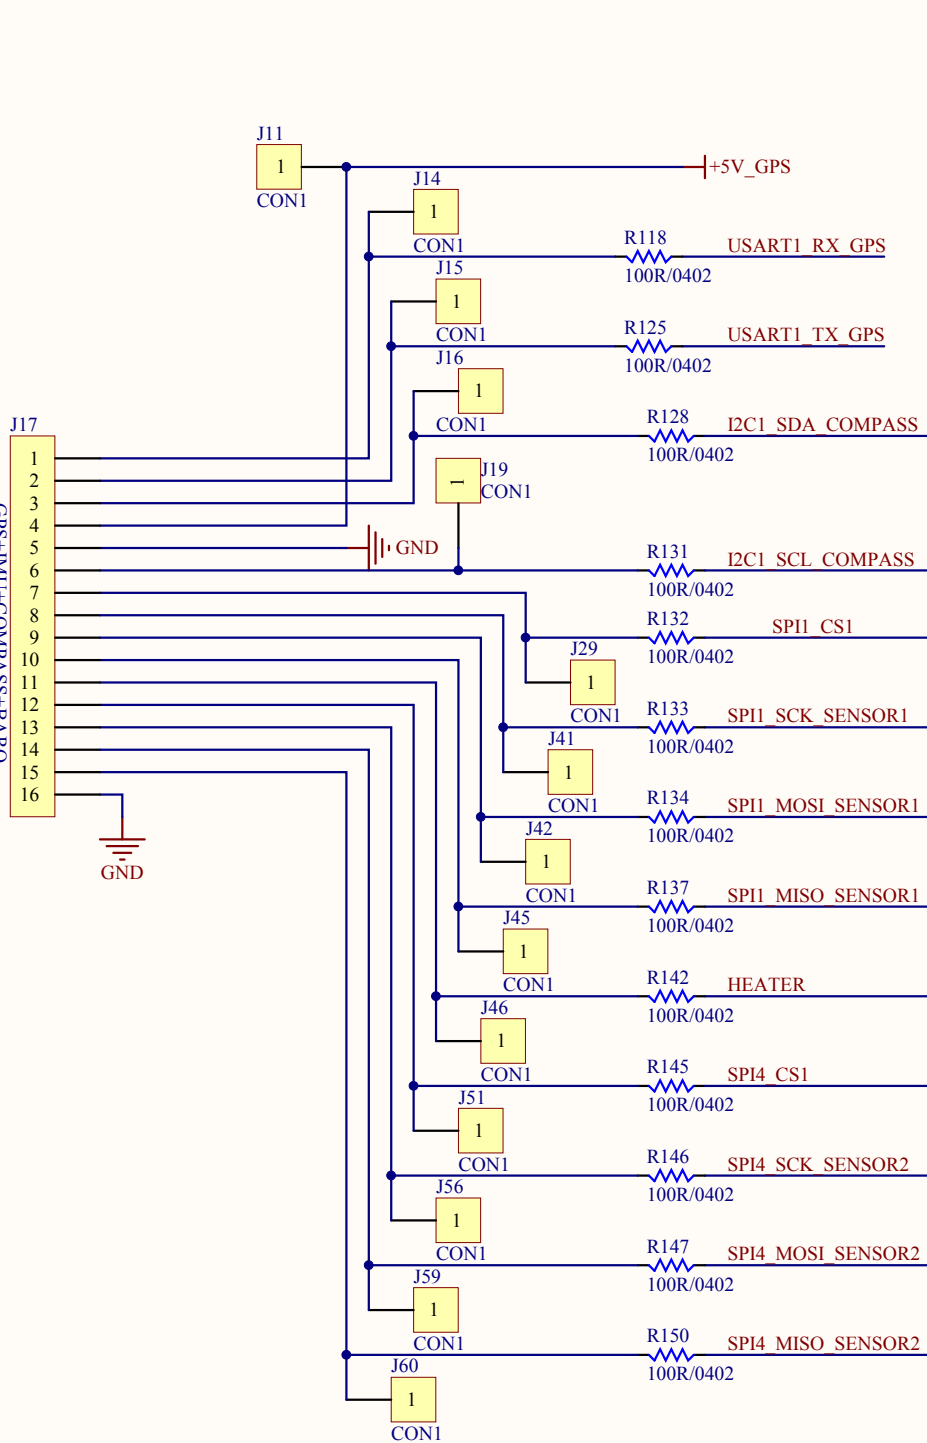 J11
1
CON1
+5V_GPS
J14
1
CON1
R118
100R/0402
USART1_RX_GPS
J15
1
CON1
R125
100R/0402
USART1_TX_GPS
J16
1
CON1
R128
100R/0402
I2C1_SDA_COMPASS
J17
1
2
3
4
5
6
7
8
9
10
11
12
13
14
15
16
GPS+IMU+COMPASS+BARO
J19
1
CON1
GND
R131
100R/0402
I2C1_SCL_COMPASS
R132
100R/0402
SPI1_CS1
J29
1
CON1
R133
100R/0402
SPI1_SCK_SENSOR1
J41
1
CON1
R134
100R/0402
SPI1_MOSI_SENSOR1
J42
1
CON1
GND
R137
100R/0402
SPI1_MISO_SENSOR1
J45
1
CON1
R142
100R/0402
HEATER
J46
1
CON1
R145
100R/0402
SPI4_CS1
J51
1
CON1
R146
100R/0402
SPI4_SCK_SENSOR2
J56
1
CON1
R147
100R/0402
SPI4_MOSI_SENSOR2
J59
1
CON1
R150
100R/0402
SPI4_MISO_SENSOR2
J60
1
CON1